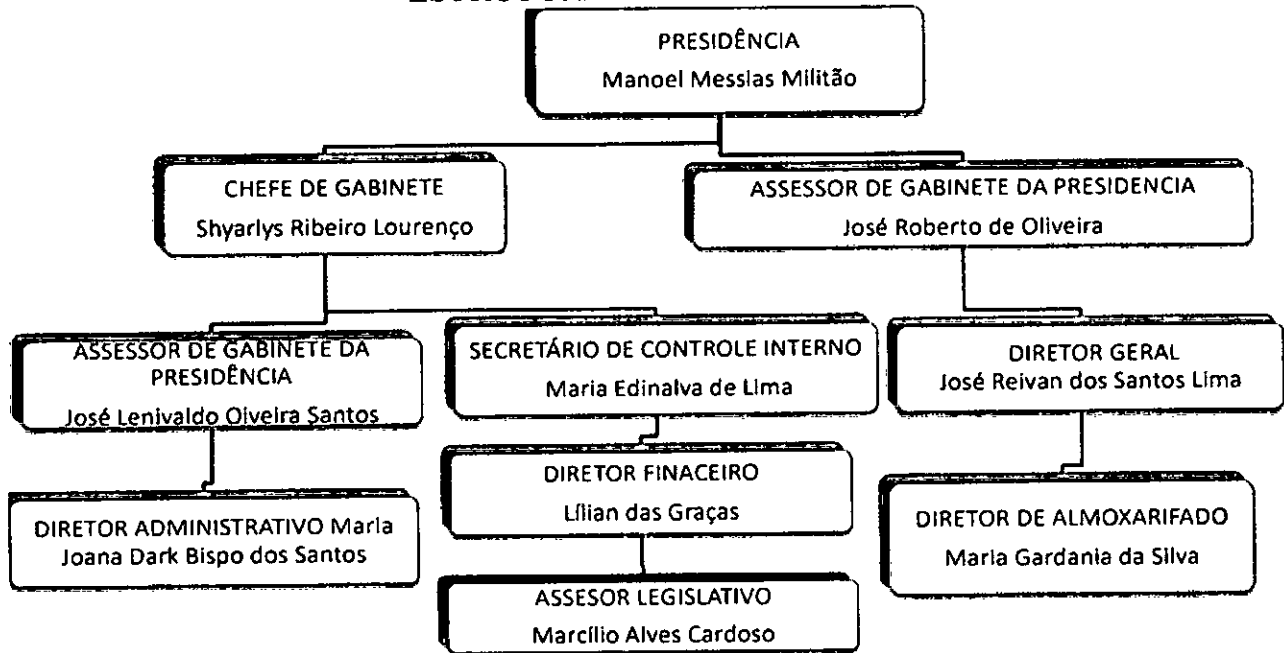 PRESIDÊNCIA
Manoel Messias Militão
CHEFE DE GABINETE
Shyarlys Ribeiro Lourenço
ASSESSOR DE GABINETE DA PRESIDENCIA
José Roberto de Oliveira
ASSESSOR DE GABINETE DA
PRESIDÊNCIA
José Lenivaldo Olveira Santos
SECRETÁRIO DE CONTROLE INTERNO
Maria Edinalva de Lima
DIRETOR GERAL
José Reivan dos Santos Lima
DIRETOR ADMINISTRATIVO Maria
Joana Dark Bispo dos Santos
DIRETOR FINACEIRO
Lílian das Graças
DIRETOR DE ALMOXARIFADO
Maria Gardania da Silva
ASSESOR LEGISLATIVO
Marcílio Alves Cardoso